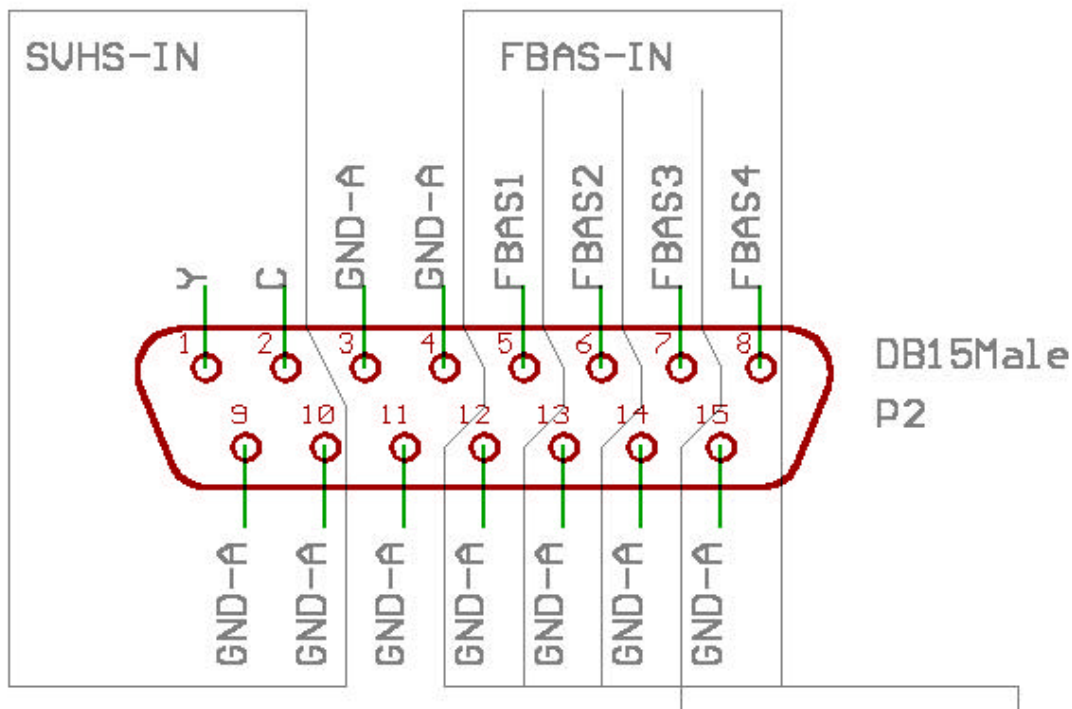 SVHS-IN
FBAS-IN
Y
C
GND-A
GND-A
FBAS1
FBAS2
FBAS3
FBAS4
1
2
3
4
5
6
7
8
DB15Male
P2
9
10
11
12
13
14
15
GND-A
GND-A
GND-A
GND-A
GND-A
GND-A
GND-A